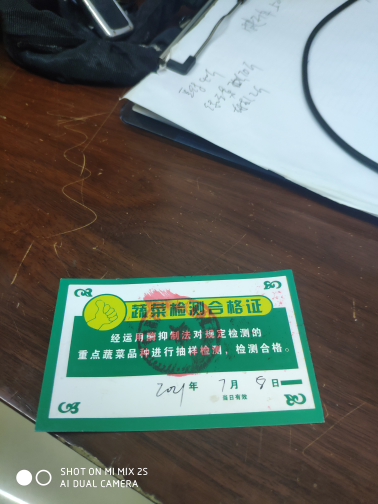 蔬菜检测合格证
经运用酶抑制法对规定检测的
重点蔬菜品种进行抽样检测，检测合格。
2021年 7月 8日
当日有效
SHOT ON MI MIX 2S
AI DUAL CAMERA